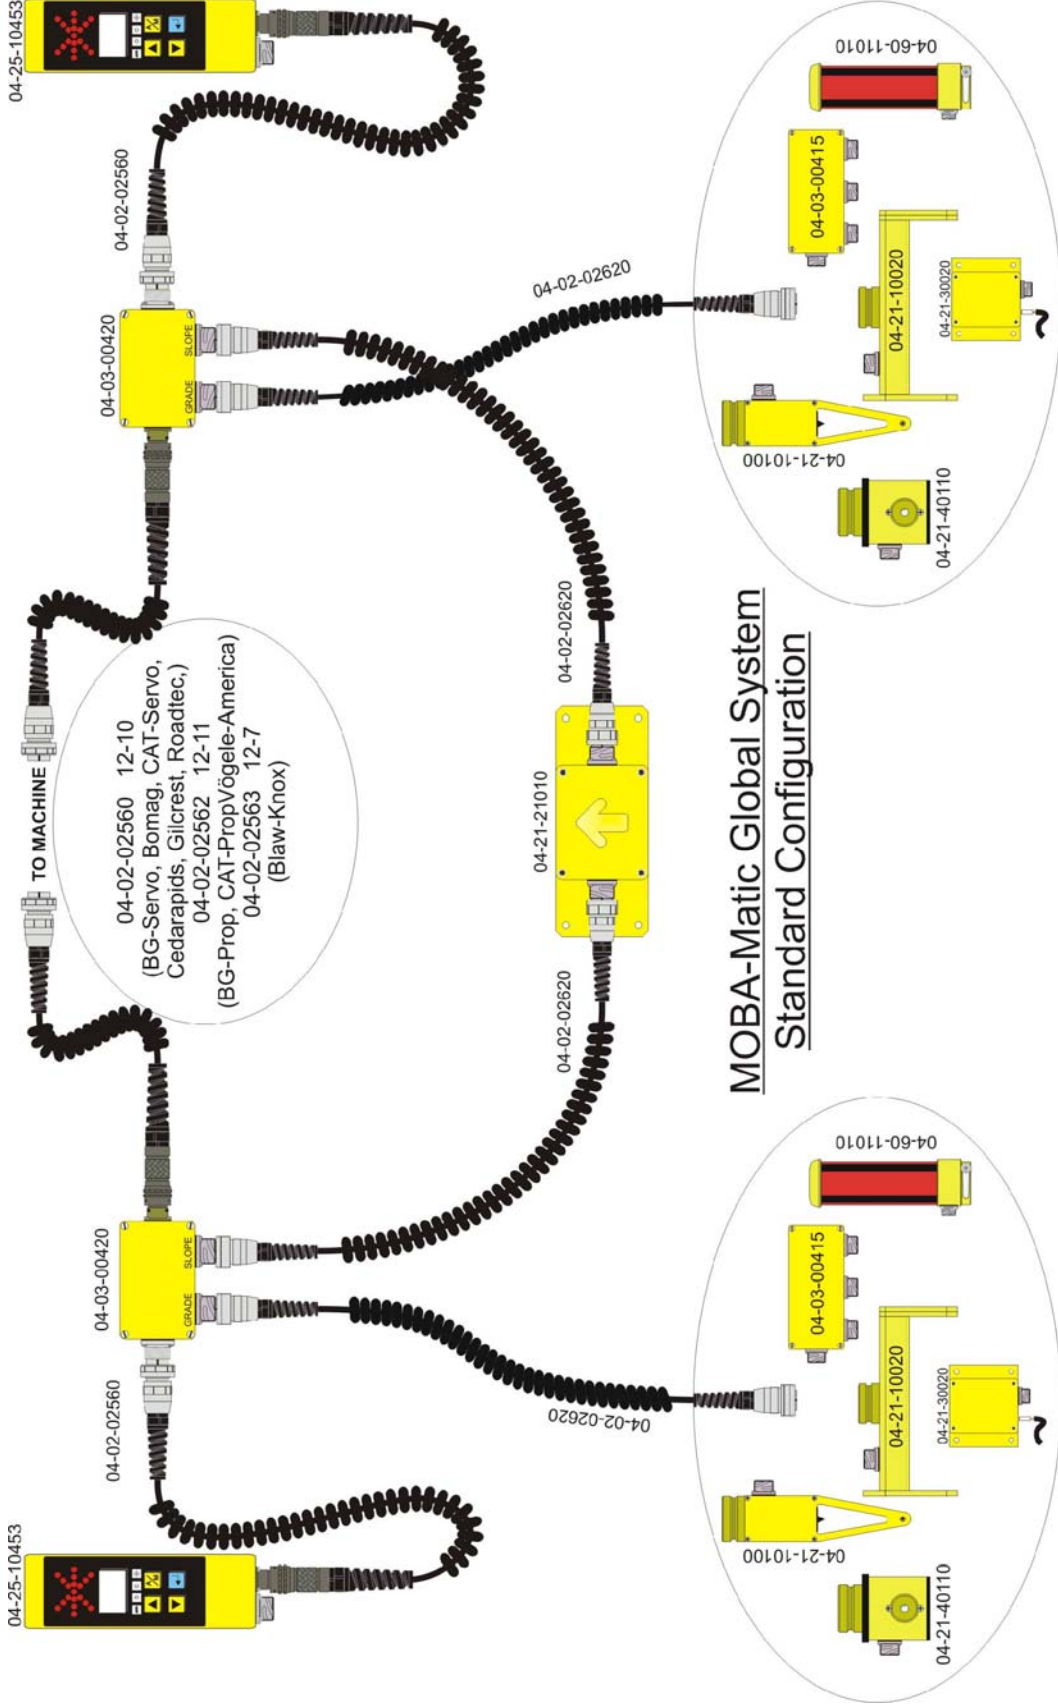 04-25-10453
04-25-10453
TO MACHINE
04-02-02560
04-03-00420
GRADE
SLOPE
04-02-02560 12-10
(BG-Servo, Bomag, CAT-Servo,
Cedarapids, Gilcrest, Roadtec,)
04-02-02562 12-11
(BG-Prop, CAT-PropVögele-America)
04-02-02563 12-7
(Blaw-Knox)
04-03-00420
GRADE
SLOPE
04-02-02560
04-02-02620
04-02-02620
04-21-21010
04-02-02620
04-02-02620
MOBA-Matic Global System
Standard Configuration
04-21-40110
04-21-10100
04-21-10020
04-21-30020
04-03-00415
04-60-11010
04-21-40110
04-21-10100
04-21-10020
04-21-30020
04-03-00415
04-60-11010